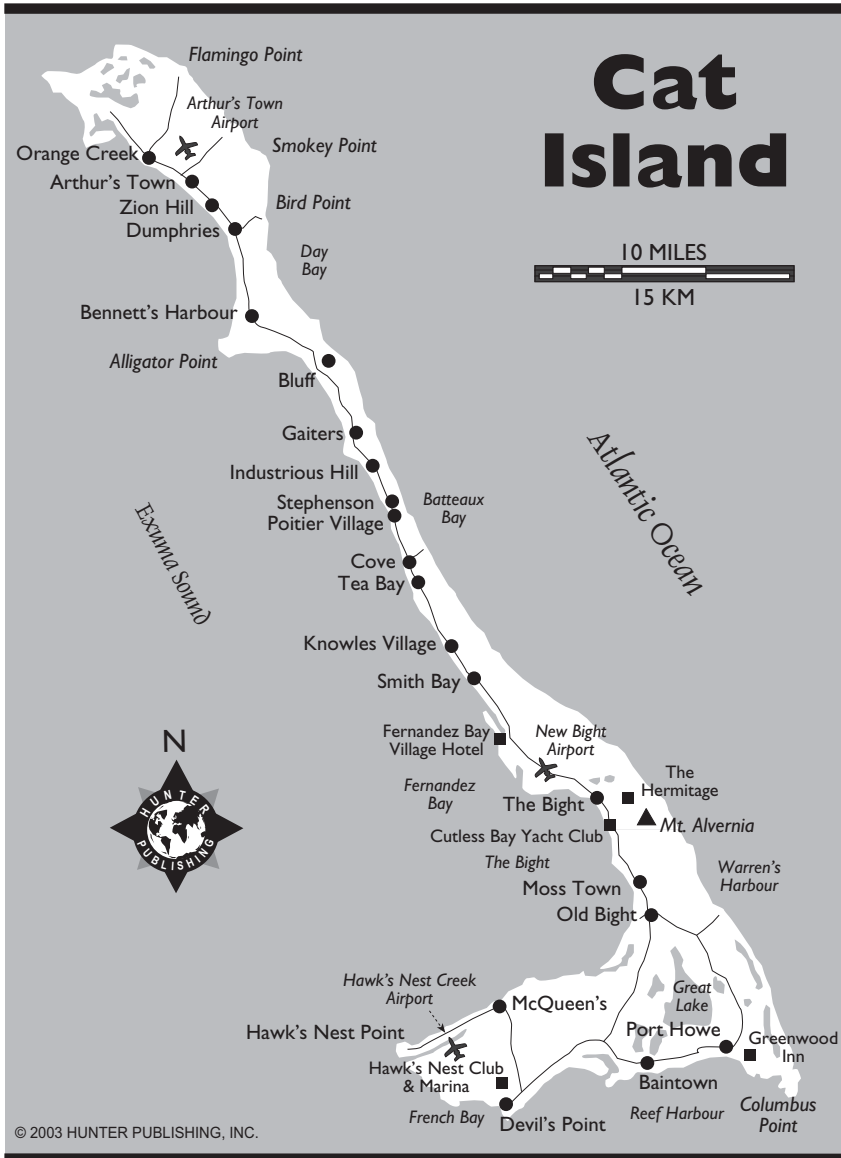 Cat
Island
Flamingo Point
Arthur's Town
Airport
Smokey Point
Orange Creek
Arthur's Town
Zion Hill
Bird Point
Dumphries
Day
Bay
10 MILES
15 KM
Bennett's Harbour
Alligator Point
Bluff
Gaiters
Industrious Hill
Stephenson
Poitier Village
Batteaux
Bay
Atlantic Ocean
Exuma Sound
Cove
Tea Bay
Knowles Village
Smith Bay
Fernandez Bay
Village Hotel
New Bight
Airport
N
HUNTER
PUBLISHING
Fernandez
Bay
The Bight
The
Hermitage
Cutless Bay Yacht Club
Mt. Alvernia
The Bight
Moss Town
Warren's
Harbour
Old Bight
Hawk's Nest Creek
Airport
McQueen's
Great
Lake
Hawk's Nest Point
Port Howe
Greenwood
Inn
Hawk's Nest Club
& Marina
Baintown
French Bay
Devil's Point
Reef Harbour
Columbus
Point
© 2003 HUNTER PUBLISHING, INC.